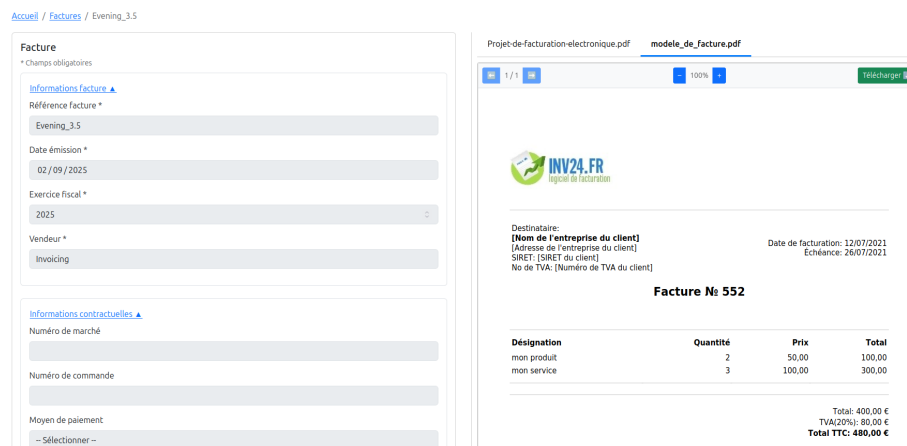 Accueil / Factures / Evening_3.5
Facture
* Champs obligatoires
Informations facture ▲
Référence facture *
Evening_3.5
Date émission *
02/09/2025
Exercice fiscal *
2025
Vendeur *
Invoicing
Informations contractuelles ▲
Numéro de marché
Numéro de commande
Moyen de paiement
-- Sélectionner --
Projet-de-facturation-electronique.pdf modele_de_facture.pdf
1/1 - 100% + Télécharger
INV24.FR
logiciel de facturation
Destinataire:
[Nom de l'entreprise du client]
[Adresse de l'entreprise du client]
SIRET: [SIRET du client]
No de TVA: [Numéro de TVA du client]
Date de facturation: 12/07/2021
Échéance: 26/07/2021
Facture № 552
Désignation Quantité Prix Total
mon produit 2 50,00 100,00
mon service 3 100,00 300,00
Total: 400,00 €
TVA(20%): 80,00 €
Total TTC: 480,00 €